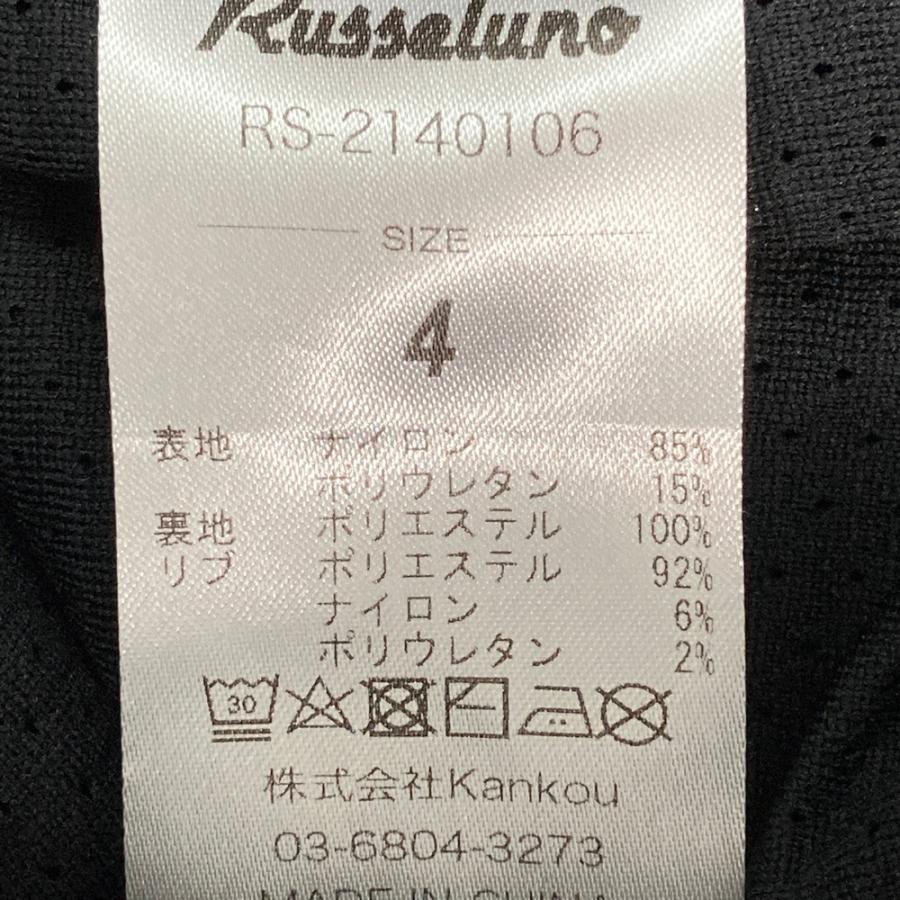 Russeluno
RS-2140106
SIZE
4
表地 ナイロン 85%
ポリウレタン 15%
裏地 ポリエステル 100%
リブ ポリエステル 92%
ナイロン 6%
ポリウレタン 2%
30
株式会社Kankou
03-6804-3273
MADE IN CHINA